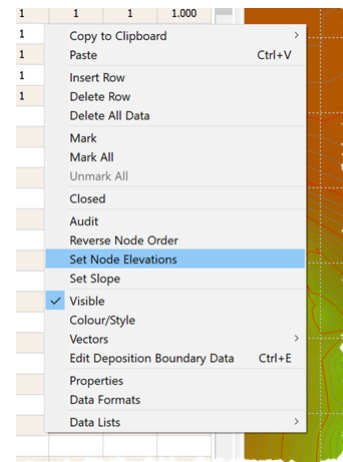 1 1 1 1.000
1 Copy to Clipboard >
1 Paste Ctrl+V
1 Insert Row
1 Delete Row
Delete All Data
Mark
Mark All
Unmark All
Closed
Audit
Reverse Node Order
Set Node Elevations
Set Slope
✓ Visible
Colour/Style
Vectors >
Edit Deposition Boundary Data Ctrl+E
Properties
Data Formats
Data Lists >